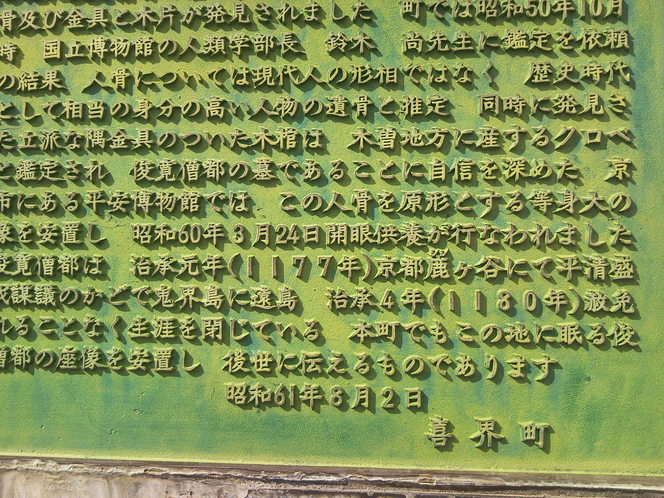 骨及び金具と木片が発見されました　町では昭和50年10月
時　国立博物館の人類学部長　鈴木　尚先生に鑑定を依頼
の結果　人骨については現代人の形相ではなく　歴史時代
として相当の身分の高い人物の遺骨と推定　同時に発見さ
た立派な隅金具のついた木棺は　木曽地方に産するクロベ
と鑑定され　俊寛僧都の墓であることに自信を深めた　京
市にある平安博物館では　この人骨を原形とする等身大の
像を安置し　昭和60年3月24日開眼供養が行なわれました
俊寛僧都は　治承元年(1177年)京都鹿ヶ谷にて平清盛
伐謀議のかどで鬼界島に遠島　治承4年(1180年)赦免
れることなく生涯を閉じている　本町でもこの地に眠る俊
僧都の座像を安置し　後世に伝えるものであります
昭和61年8月2日
喜界町